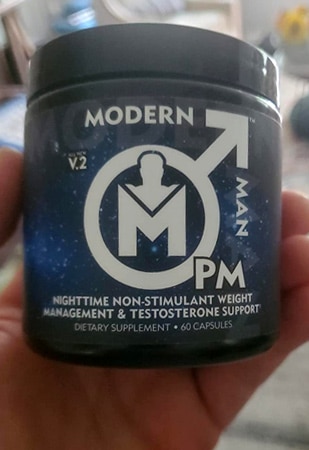 MODERN
MAN
V.2
M
PM
NIGHTTIME NON-STIMULANT WEIGHT
MANAGEMENT & TESTOSTERONE SUPPORT
DIETARY SUPPLEMENT • 60 CAPSULES